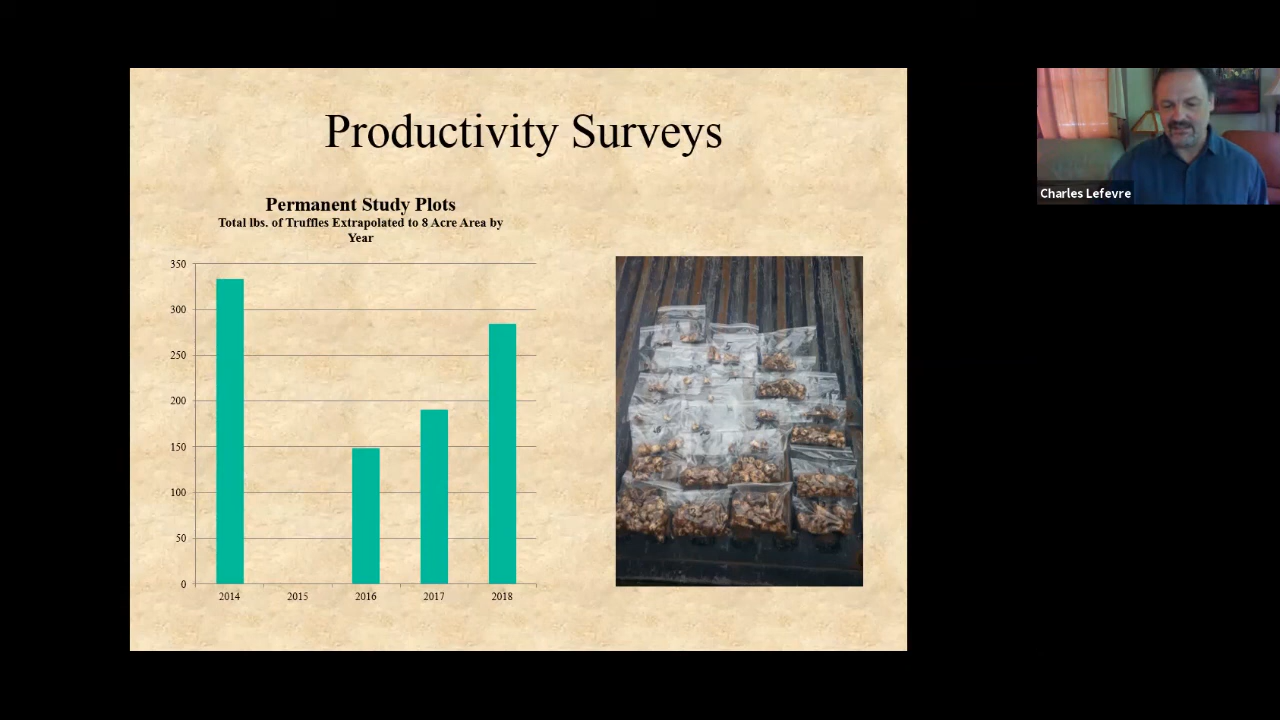 Productivity Surveys
Permanent Study Plots
Total lbs. of Truffles Extrapolated to 8 Acre Area by
Year
350
300
250
200
150
100
50
0
2014
2015
2016
2017
2018
Charles Lefevre